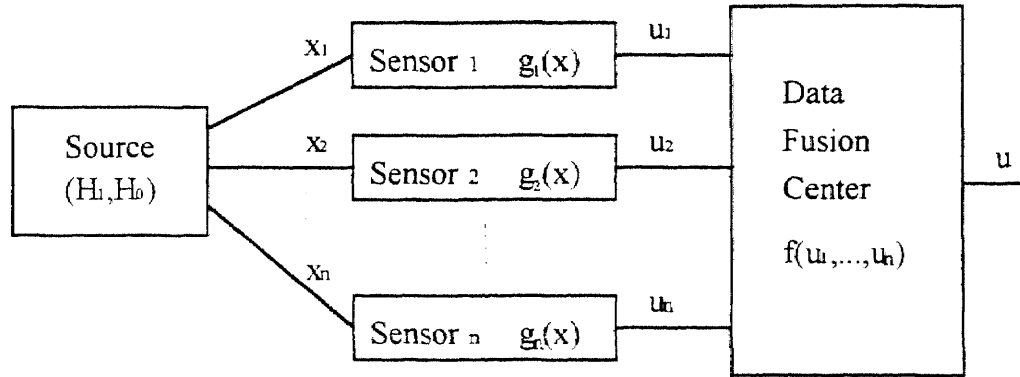 Source
(H₁,H₀)
x₁
x₂
xₙ
Sensor 1 g₁(x)
Sensor 2 g₂(x)
Sensor n gₙ(x)
u₁
u₂
uₙ
Data
Fusion
Center
f(u₁,...,uₙ)
u